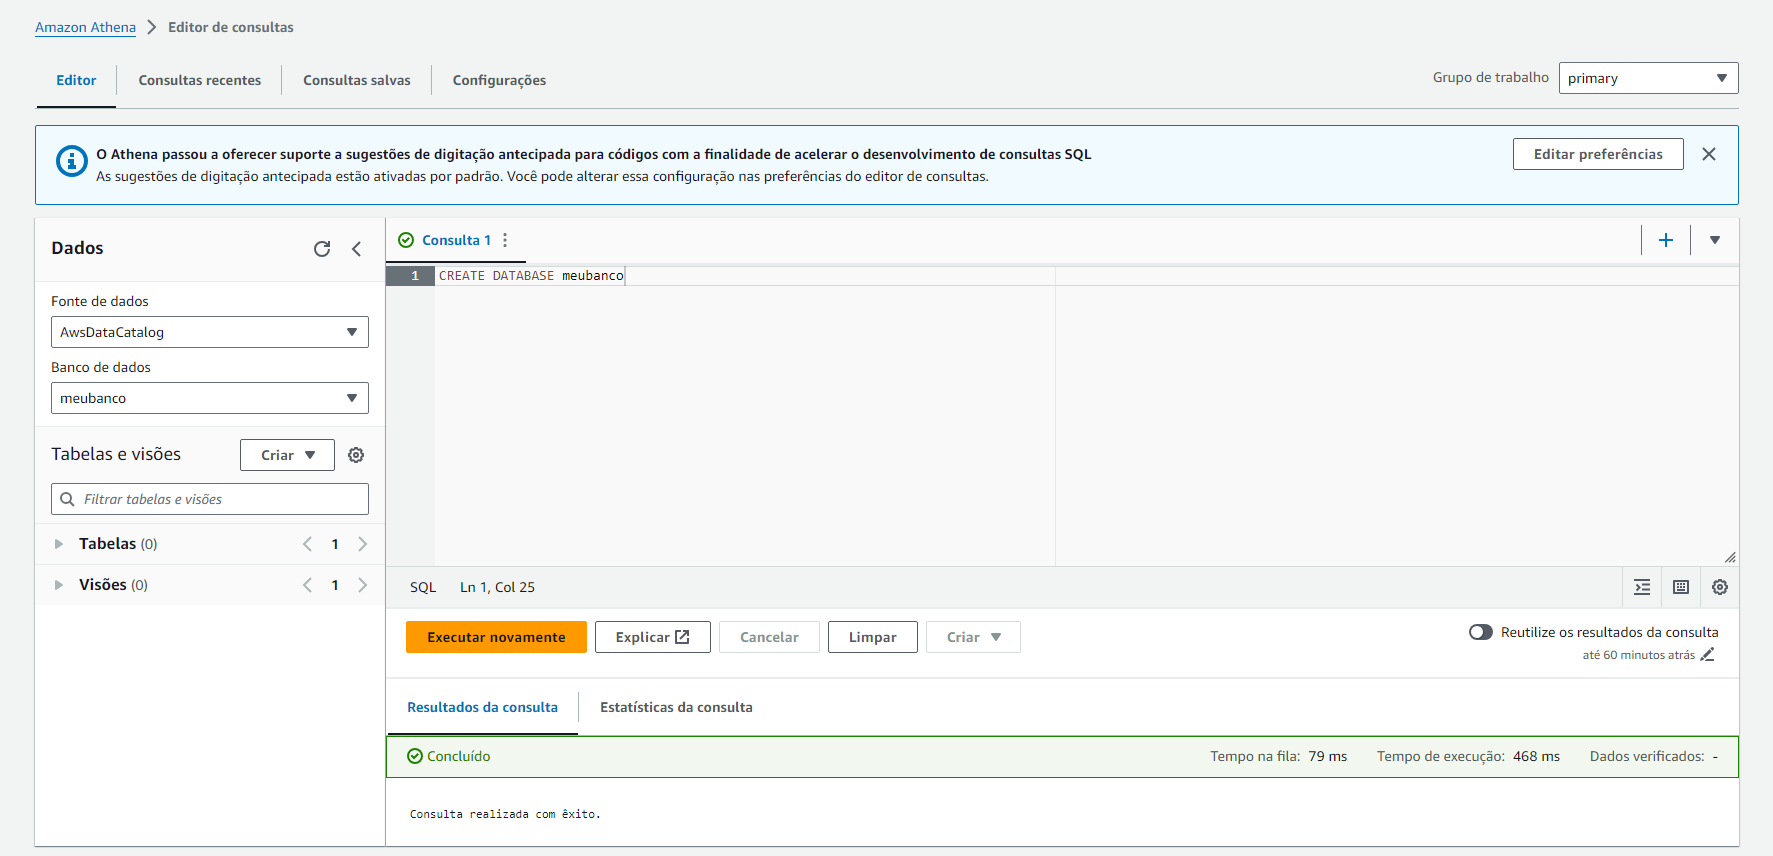 Amazon Athena > Editor de consultas
Editor Consultas recentes Consultas salvas Configurações
Grupo de trabalho primary
O Athena passou a oferecer suporte a sugestões de digitação antecipada para códigos com a finalidade de acelerar o desenvolvimento de consultas SQL
As sugestões de digitação antecipada estão ativadas por padrão. Você pode alterar essa configuração nas preferências do editor de consultas.
Editar preferências
Dados
Fonte de dados
AwsDataCatalog
Banco de dados
meubanco
Tabelas e visões
Criar
Filtrar tabelas e visões
Tabelas (0) < 1 >
Visões (0) < 1 >
Consulta 1
1 CREATE DATABASE meubanco
SQL Ln 1, Col 25
Executar novamente Explicar Cancelar Limpar Criar
Reutilize os resultados da consulta
até 60 minutos atrás
Resultados da consulta Estatísticas da consulta
Concluído
Tempo na fila: 79 ms Tempo de execução: 468 ms Dados verificados: -
Consulta realizada com êxito.